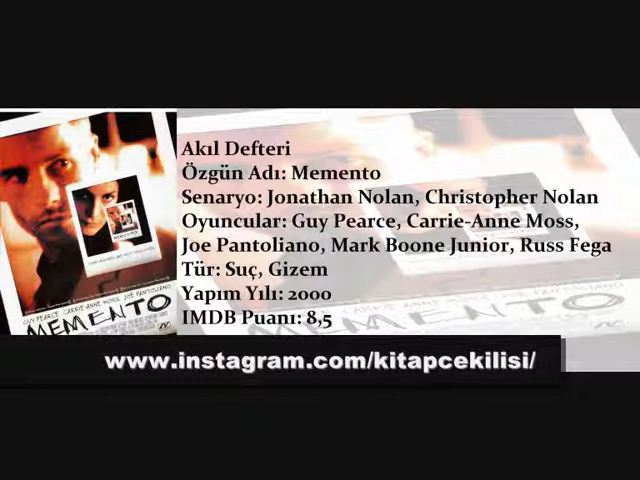 Akıl Defteri
Özgün Adı: Memento
Senaryo: Jonathan Nolan, Christopher Nolan
Oyuncular: Guy Pearce, Carrie-Anne Moss,
Joe Pantoliano, Mark Boone Junior, Russ Fega
Tür: Suç, Gizem
Yapım Yılı: 2000
IMDB Puanı: 8,5
GUY PEARCE, CARRIE-ANNE MOSS, JOE PANTOLIANO
MEMENTO
www.instagram.com/kitapcekilisi/